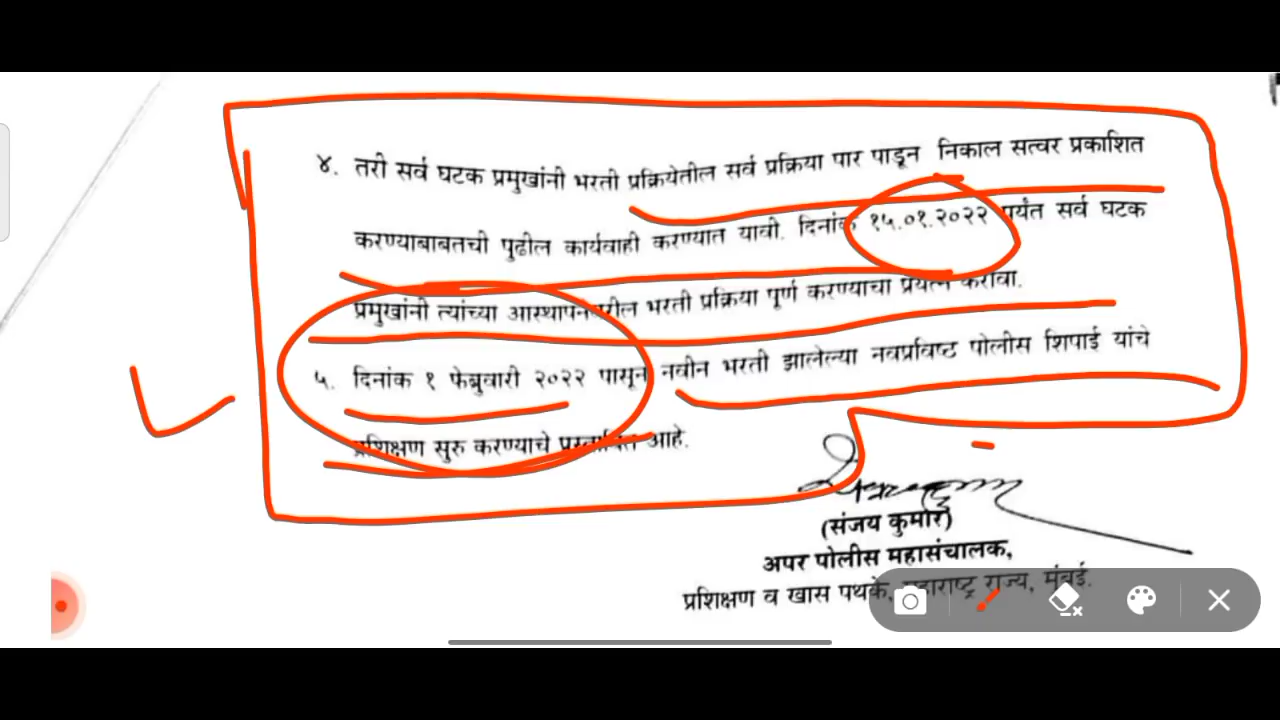 ४. तरी सर्व घटक प्रमुखांनी भरती प्रक्रियेतील सर्व प्रक्रिया पार पाडून निकाल सत्वर प्रकाशित
करण्याबाबतची पुढील कार्यवाही करण्यात यावी. दिनांक १५.०१.२०२२ पर्यंत सर्व घटक
प्रमुखांनी त्यांच्या आस्थापनेवरील भरती प्रक्रिया पूर्ण करण्याचा प्रयत्न करावा.
५. दिनांक १ फेब्रुवारी २०२२ पासून नवीन भरती झालेल्या नवप्रविष्ट पोलीस शिपाई यांचे
प्रशिक्षण सुरु करण्याचे प्रस्तावित आहे.
(संजय कुमार)
अपर पोलीस महासंचालक,
प्रशिक्षण व खास पथके, महाराष्ट्र राज्य, मुंबई.